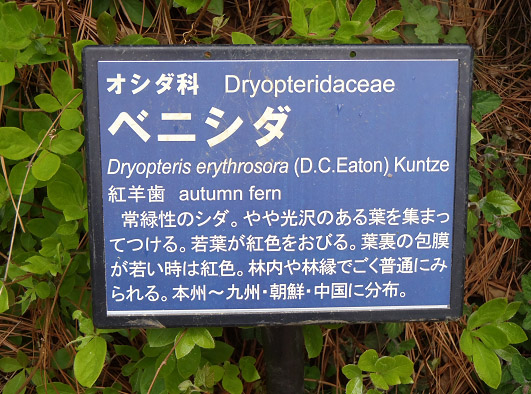 オシダ科 Dryopteridaceae
ベニシダ
Dryopteris erythrosora (D.C.Eaton) Kuntze
紅羊歯 autumn fern
常緑性のシダ。やや光沢のある葉を集まっ
てつける。若葉が紅色をおびる。葉裏の包膜
が若い時は紅色。林内や林縁でごく普通にみ
られる。本州～九州・朝鮮・中国に分布。